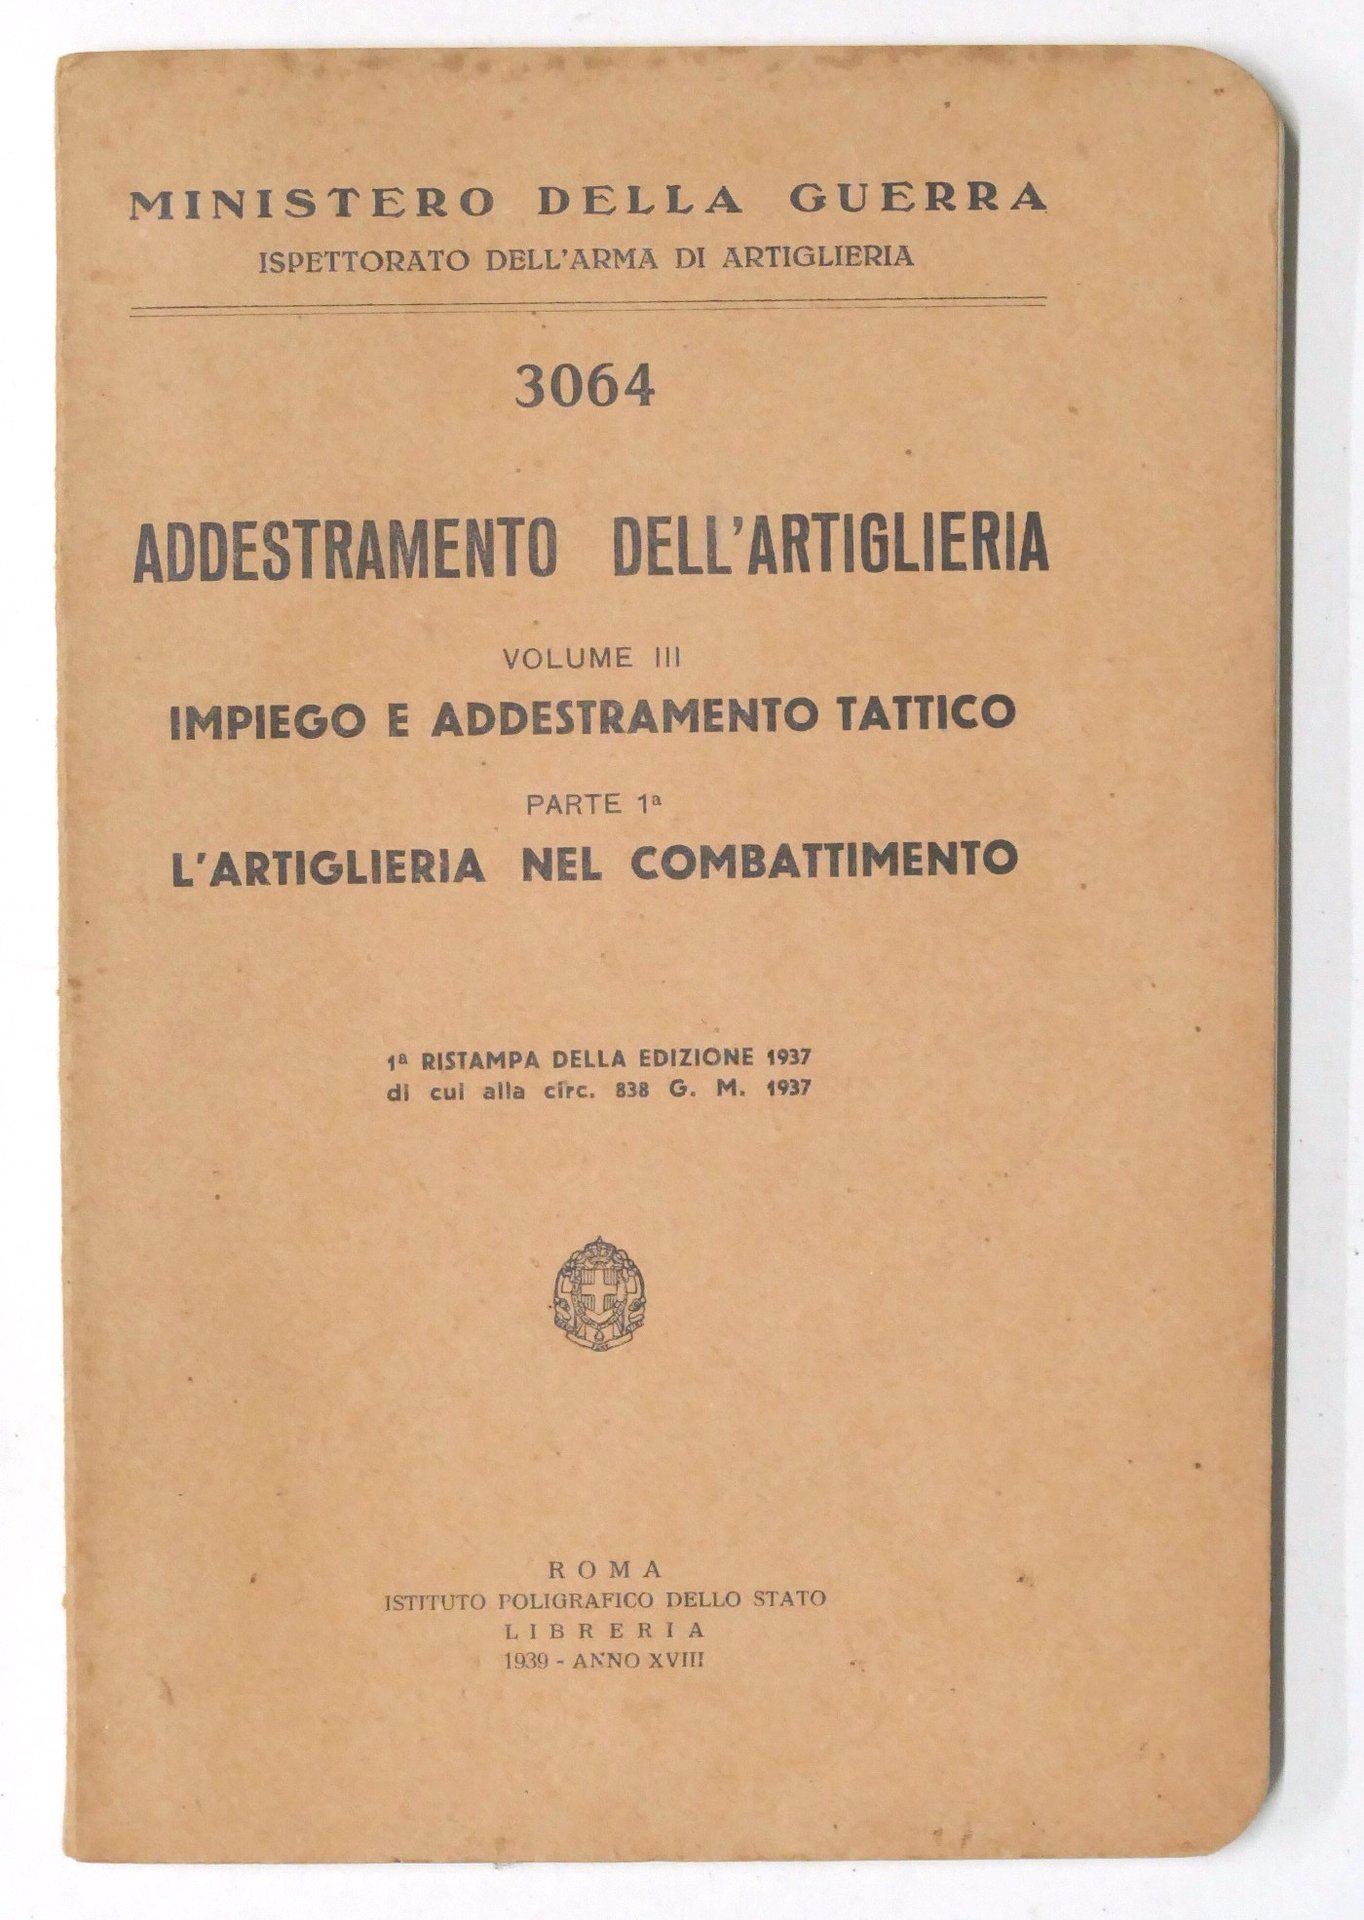 MINISTERO DELLA GUERRA
ISPETTORATO DELL'ARMA DI ARTIGLIERIA
3064
ADDESTRAMENTO DELL'ARTIGLIERIA
VOLUME III
IMPIEGO E ADDESTRAMENTO TATTICO
PARTE 1ª
L'ARTIGLIERIA NEL COMBATTIMENTO
1ª RISTAMPA DELLA EDIZIONE 1937
di cui alla circ. 838 G. M. 1937
ROMA
ISTITUTO POLIGRAFICO DELLO STATO
LIBRERIA
1939 - ANNO XVIII